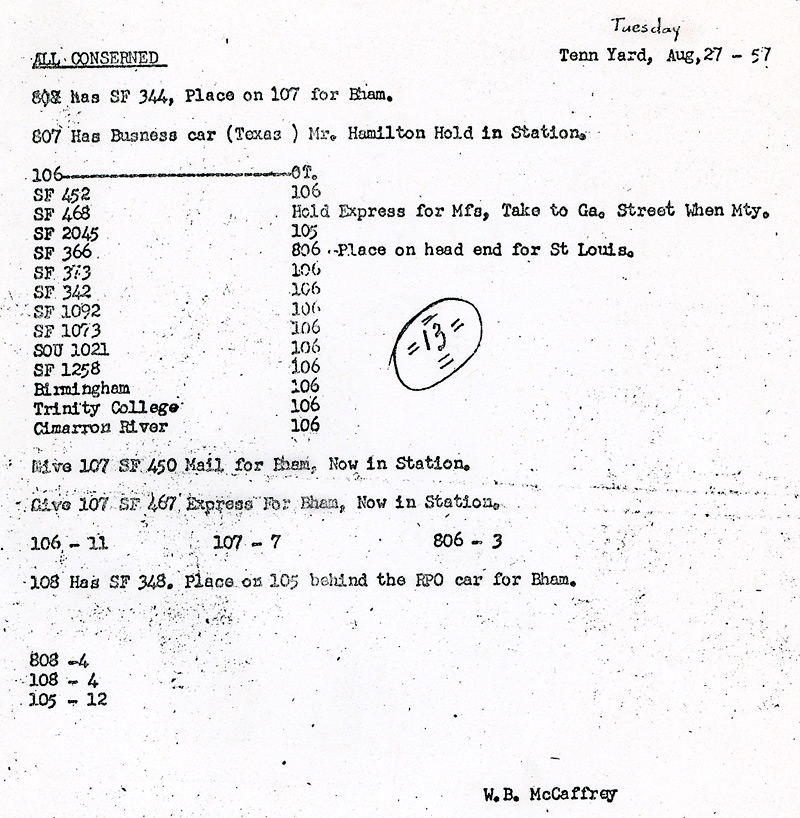 Tuesday
ALL CONSERNED
Tenn Yard, Aug,27 - 57
808 has SF 344, Place on 107 for Bham.
807 Has Busness car (Texas ) Mr. Hamilton Hold in Station.
106----------------------------OT.
SF 452 106
SF 468 Hold Express for Mfs, Take to Ga. Street When Mty.
SF 2045 105
SF 366 806 --Place on head end for St Louis.
SF 373 106
SF 342 106
SF 1092 106
SF 1073 106
SOU 1021 106
SF 1258 106
Birmingham 106
Trinity College 106
Cimarron River 106
=13=
Give 107 SF 450 Mail for Bham, Now in Station.
Give 107 SF 467 Express For Bham, Now in Station.
106 - 11 107 - 7 806 - 3
108 Has SF 348. Place on 105 behind the RPO car for Bham.
808 -4
108 - 4
105 - 12
W.B. McCaffrey